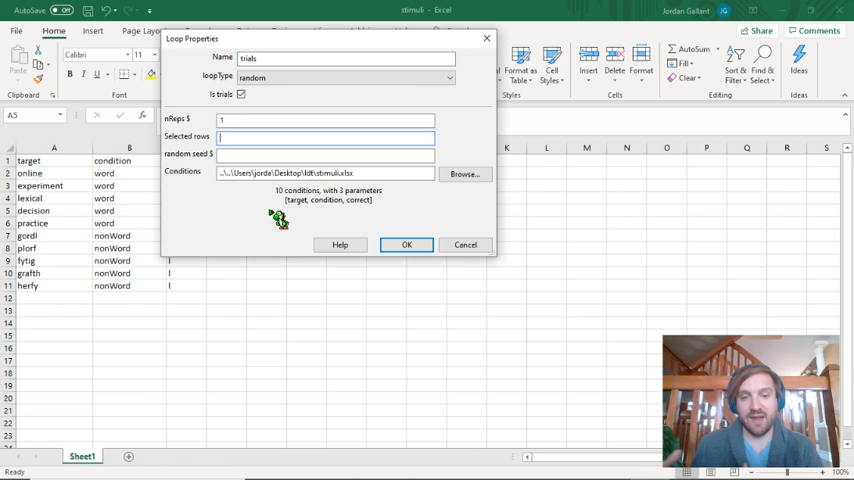 AutoSave Off
stimuli - Excel
Jordan Gallant JG
File Home Insert Page Layou
Share Comments
Paste
Clipboard
Calibri 11
B I U
Format as Table
Cell Styles
Styles
Insert Delete Format
Cells
AutoSum
Fill
Clear
Sort & Filter
Find & Select
Editing
Ideas
Ideas
A5
fx
Loop Properties
Name trials
loopType random
Is trials
nReps $ 1
Selected rows
random seed $
Conditions ..\..\Users\jorda\Desktop\ldt\stimuli.xlsx Browse...
10 conditions, with 3 parameters
[target, condition, correct]
Help OK Cancel
A B K L M N O P Q R S
1 target condition
2 online word
3 experiment word
4 lexical word
5 decision word
6 practice word
7 gordl nonWord
8 plorf nonWord
9 fytig nonWord l
10 grafth nonWord l
11 herfy nonWord l
12
13
14
15
16
17
18
19
20
21
22
23
Sheet1
Ready
100%